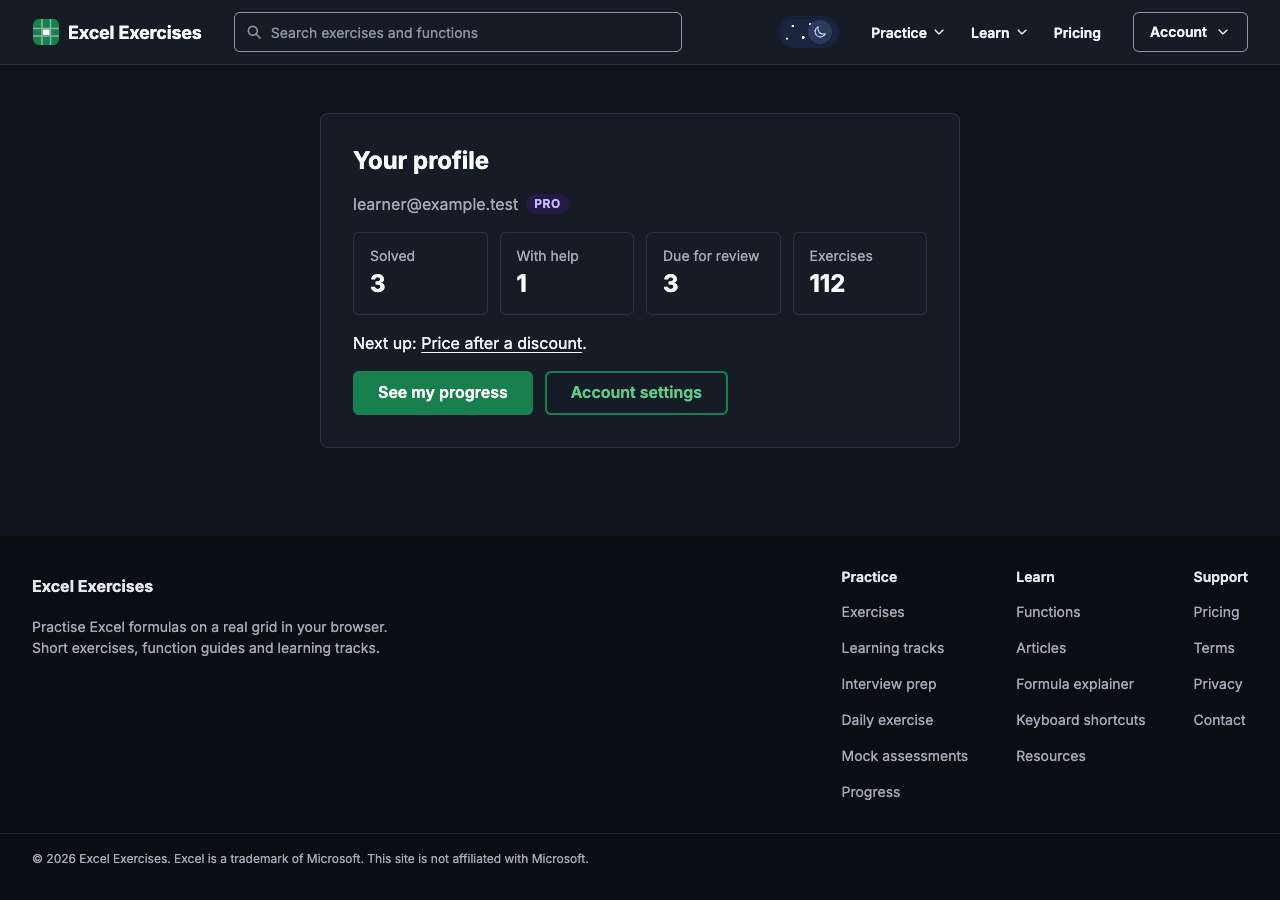 Excel Exercises
Search exercises and functions
Practice
Learn
Pricing
Account
Your profile
learner@example.test PRO
Solved
3
With help
1
Due for review
3
Exercises
112
Next up: Price after a discount.
See my progress
Account settings
Excel Exercises
Practise Excel formulas on a real grid in your browser.
Short exercises, function guides and learning tracks.
Practice
Exercises
Learning tracks
Interview prep
Daily exercise
Mock assessments
Progress
Learn
Functions
Articles
Formula explainer
Keyboard shortcuts
Resources
Support
Pricing
Terms
Privacy
Contact
© 2026 Excel Exercises. Excel is a trademark of Microsoft. This site is not affiliated with Microsoft.